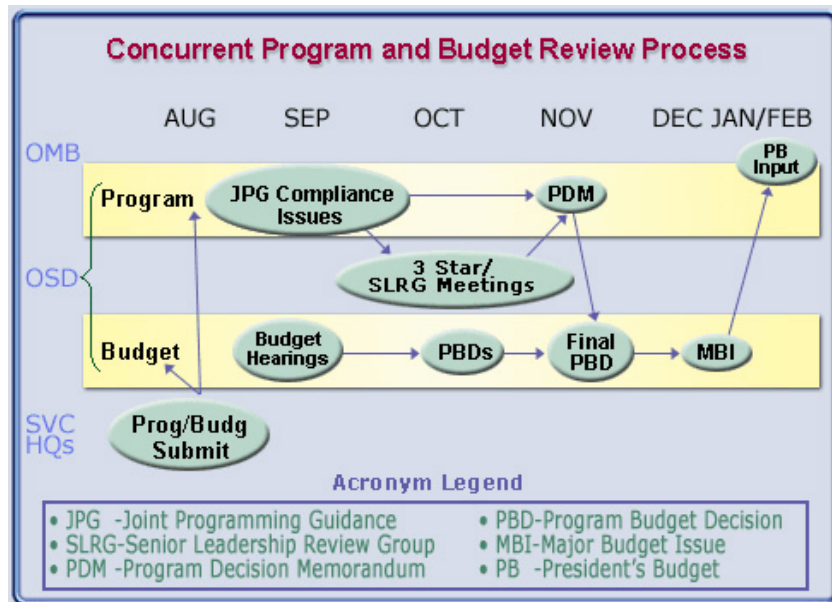 Concurrent Program and Budget Review Process
AUG SEP OCT NOV DEC JAN/FEB
OMB
PB
Input
Program
JPG Compliance
Issues
PDM
OSD
3 Star/
SLRG Meetings
Budget
Budget
Hearings
PBDs
Final
PBD
MBI
SVC
HQs
Prog/Budg
Submit
Acronym Legend
• JPG -Joint Programming Guidance
• SLRG-Senior Leadership Review Group
• PDM -Program Decision Memorandum
• PBD-Program Budget Decision
• MBI-Major Budget Issue
• PB -President's Budget